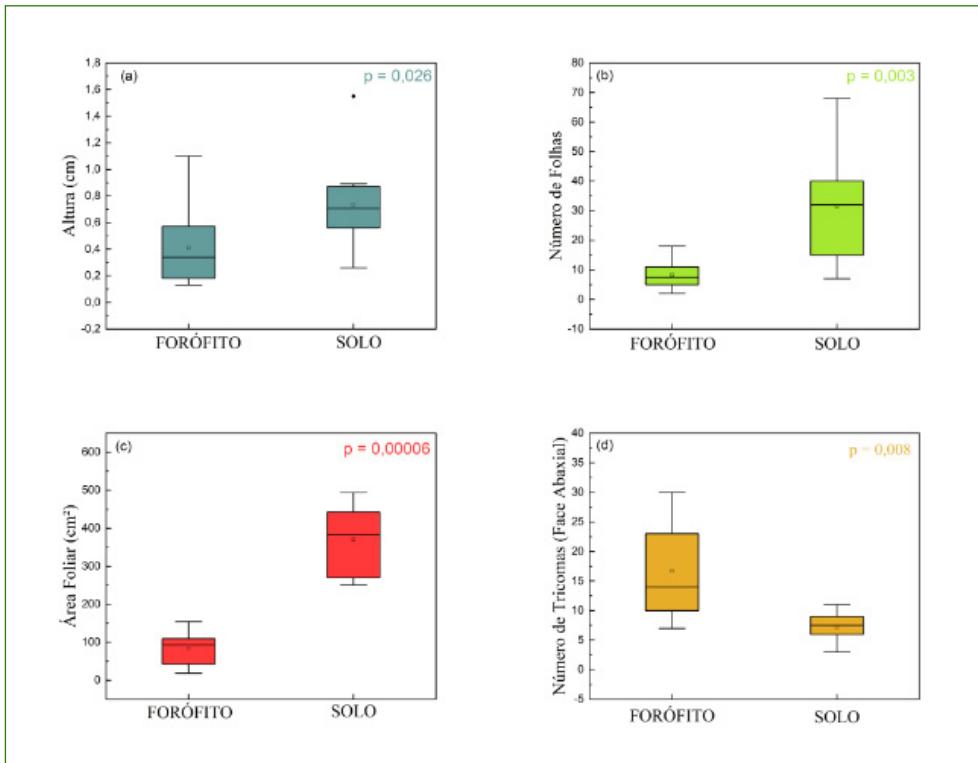 (a)
p = 0,026
Altura (cm)
1,8
1,6
1,4
1,2
1,0
0,8
0,6
0,4
0,2
0,0
-0,2
FORÓFITO
SOLO
(b)
p = 0,003
Número de Folhas
80
70
60
50
40
30
20
10
0
-10
FORÓFITO
SOLO
(c)
p = 0,00006
Área Foliar (cm²)
600
500
400
300
200
100
0
FORÓFITO
SOLO
(d)
p = 0,008
Número de Tricomas (Face Abaxial)
40
35
30
25
20
15
10
5
0
-5
FORÓFITO
SOLO